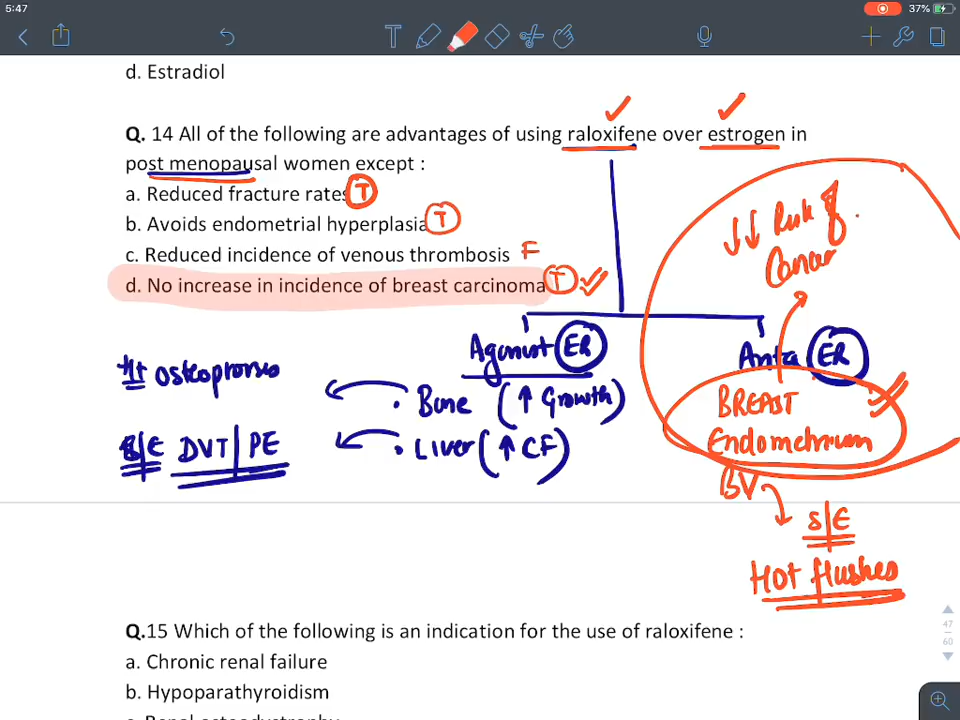 5:47
37%
d. Estradiol
Q. 14 All of the following are advantages of using raloxifene over estrogen in
post menopausal women except :
a. Reduced fracture rates T
b. Avoids endometrial hyperplasia T
c. Reduced incidence of venous thrombosis F
d. No increase in incidence of breast carcinoma T
↓↓ Risk of
Cancer
Agonist ER
Anta ER
Osteoporosis
Bone (↑ Growth)
BREAST
S/E DVT/PE
Liver (↑ CF)
Endometrium
BV
S/E
Hot flushes
Q.15 Which of the following is an indication for the use of raloxifene :
a. Chronic renal failure
b. Hypoparathyroidism
c. Renal osteodystrophy
47
60